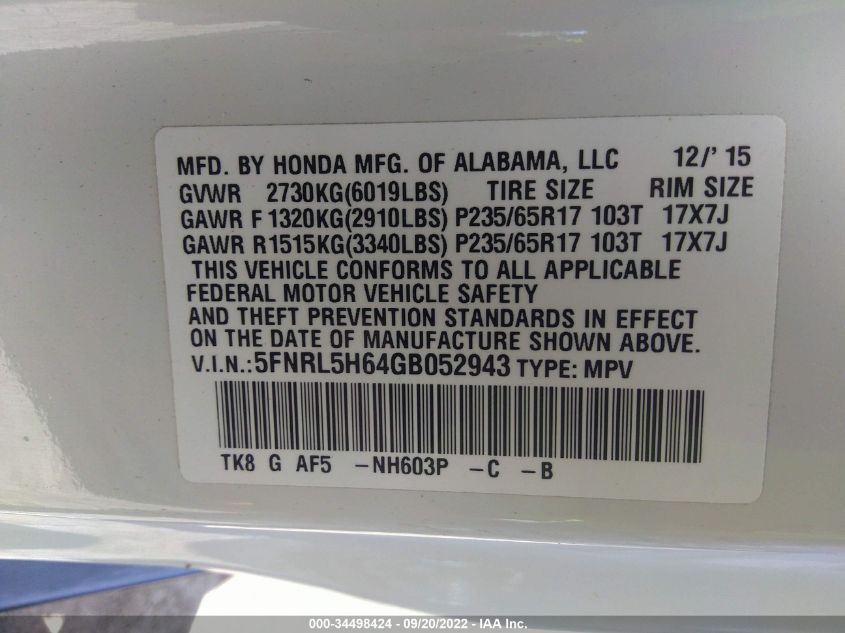 MFD. BY HONDA MFG. OF ALABAMA, LLC 12/' 15
GVWR 2730KG(6019LBS) TIRE SIZE RIM SIZE
GAWR F 1320KG(2910LBS) P235/65R17 103T 17X7J
GAWR R1515KG(3340LBS) P235/65R17 103T 17X7J
THIS VEHICLE CONFORMS TO ALL APPLICABLE
FEDERAL MOTOR VEHICLE SAFETY
AND THEFT PREVENTION STANDARDS IN EFFECT
ON THE DATE OF MANUFACTURE SHOWN ABOVE.
V.I.N.:5FNRL5H64GB052943 TYPE: MPV
TK8 G AF5 -NH603P -C -B
000-34498424 - 09/20/2022 - IAA Inc.